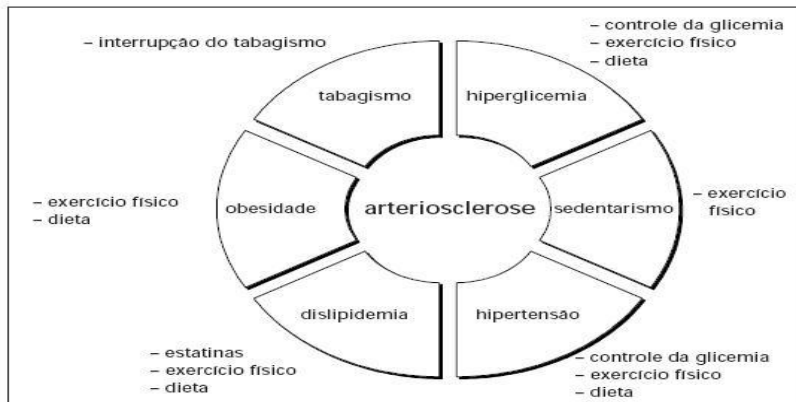 – interrupção do tabagismo
– controle da glicemia
– exercício físico
– dieta
tabagismo
hiperglicemia
– exercício físico
– dieta
obesidade
arteriosclerose
sedentarismo
– exercício
físico
dislipidemia
hipertensão
– estatinas
– exercício físico
– dieta
– controle da glicemia
– exercício físico
– dieta